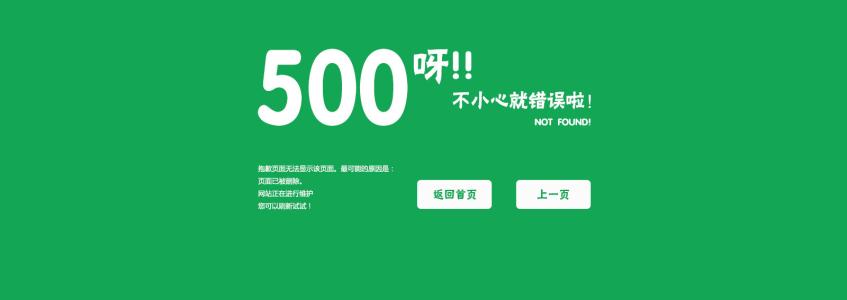 500 呀!!
不小心就错误啦!
NOT FOUND!
抱歉页面无法显示该页面。最可能的原因是：
页面已被删除。
网站正在进行维护
您可以刷新试试！
返回首页
上一页